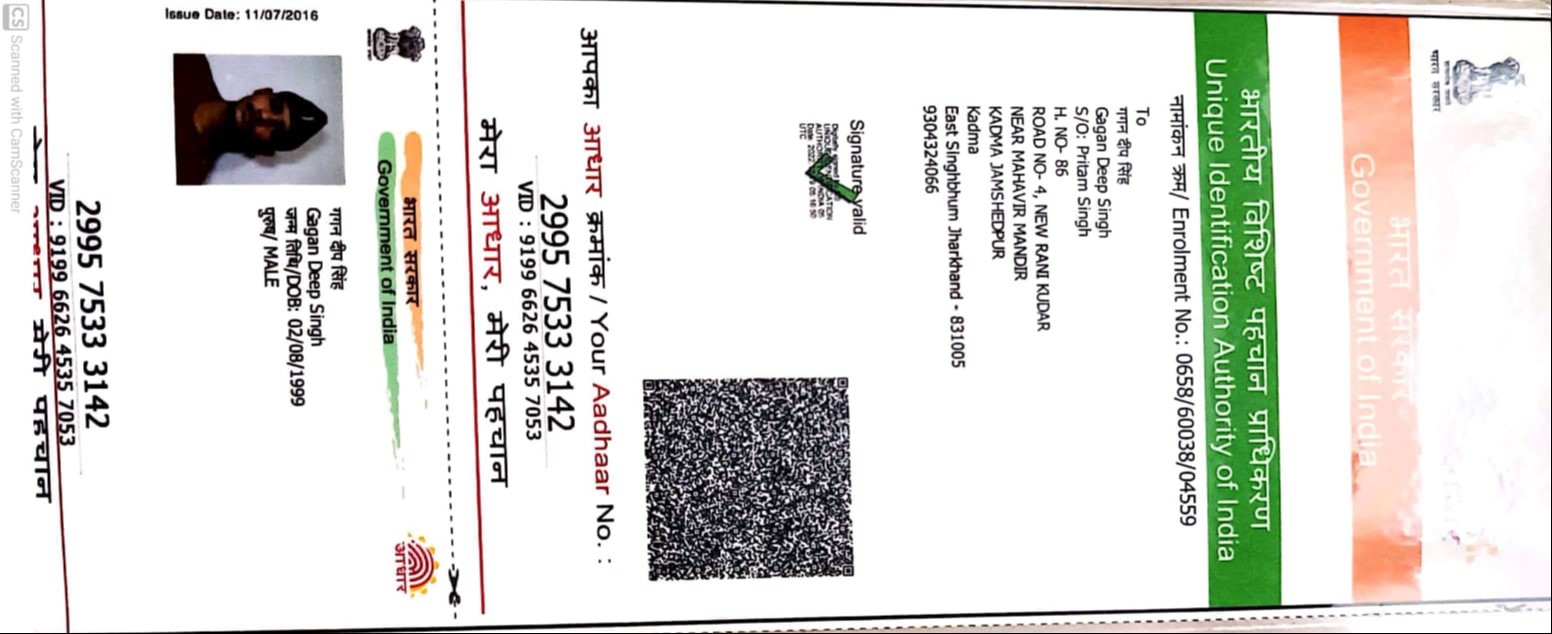 भारत सरकार
भारत सरकार
Government of India
भारतीय विशिष्ट पहचान प्राधिकरण
Unique Identification Authority of India
नामांकन क्रम/ Enrolment No.: 0658/60038/04559
To
गगन दीप सिंह
Gagan Deep Singh
S/O: Pritam Singh
H. NO- 86
ROAD NO- 4, NEW RANI KUDAR
NEAR MAHAVIR MANDIR
KADMA JAMSHEDPUR
Kadma
East Singhbhum Jharkhand - 831005
9304324066
Signature valid
आपका आधार क्रमांक / Your Aadhaar No. :
2995 7533 3142
VID : 9199 6626 4535 7053
मेरा आधार, मेरी पहचान
भारत सरकार
Government of India
आधार
Issue Date: 11/07/2016
गगन दीप सिंह
Gagan Deep Singh
जन्म तिथि/DOB: 02/08/1999
पुरुष/ MALE
2995 7533 3142
VID : 9199 6626 4535 7053
मेरी पहचान
CS Scanned with CamScanner